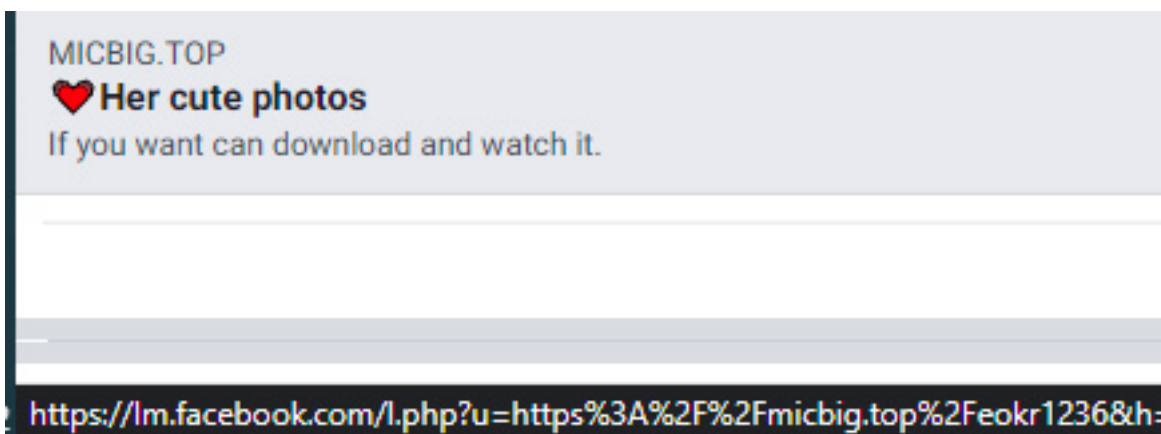 MICBIG.TOP
❤Her cute photos
If you want can download and watch it.
https://lm.facebook.com/l.php?u=https%3A%2F%2Fmicbig.top%2Feokr1236&h=